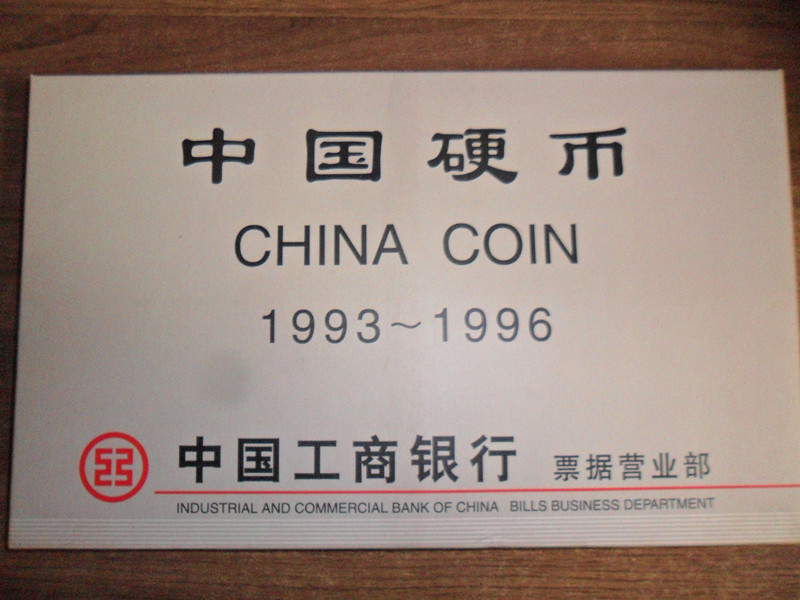 中国硬币
CHINA COIN
1993～1996
中国工商银行 票据营业部
INDUSTRIAL AND COMMERCIAL BANK OF CHINA BILLS BUSINESS DEPARTMENT